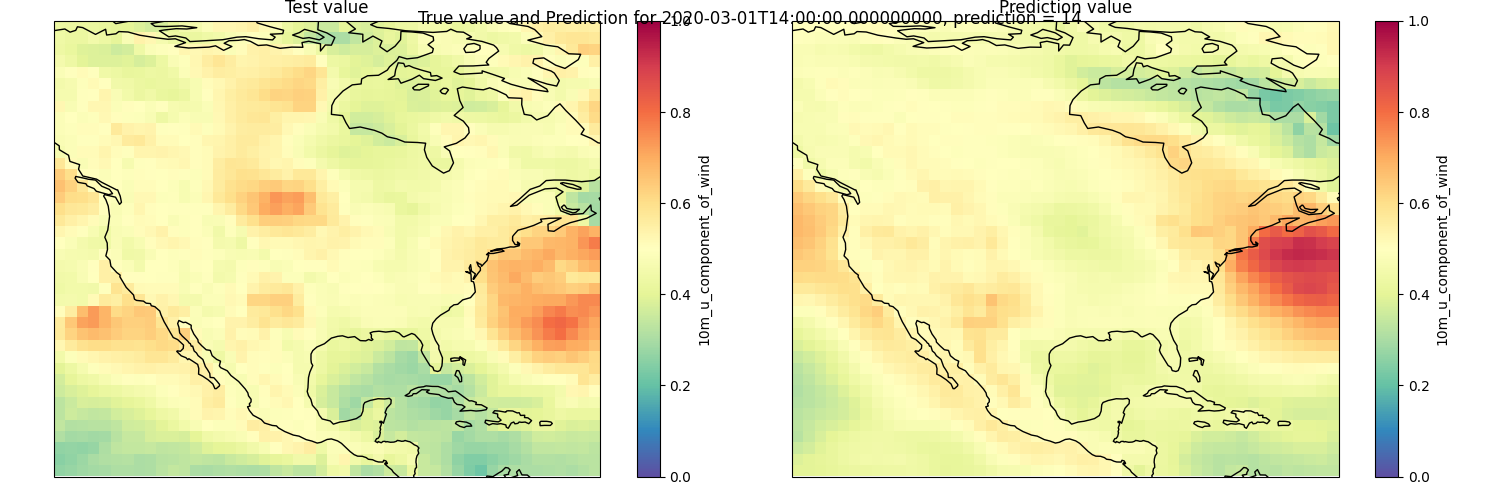 Test value
True value and Prediction for 2020-03-01T14:00:00.000000000, prediction = 14
Prediction value
1.0
0.8
0.6
0.4
0.2
0.0
10m_u_component_of_wind
1.0
0.8
0.6
0.4
0.2
0.0
10m_u_component_of_wind